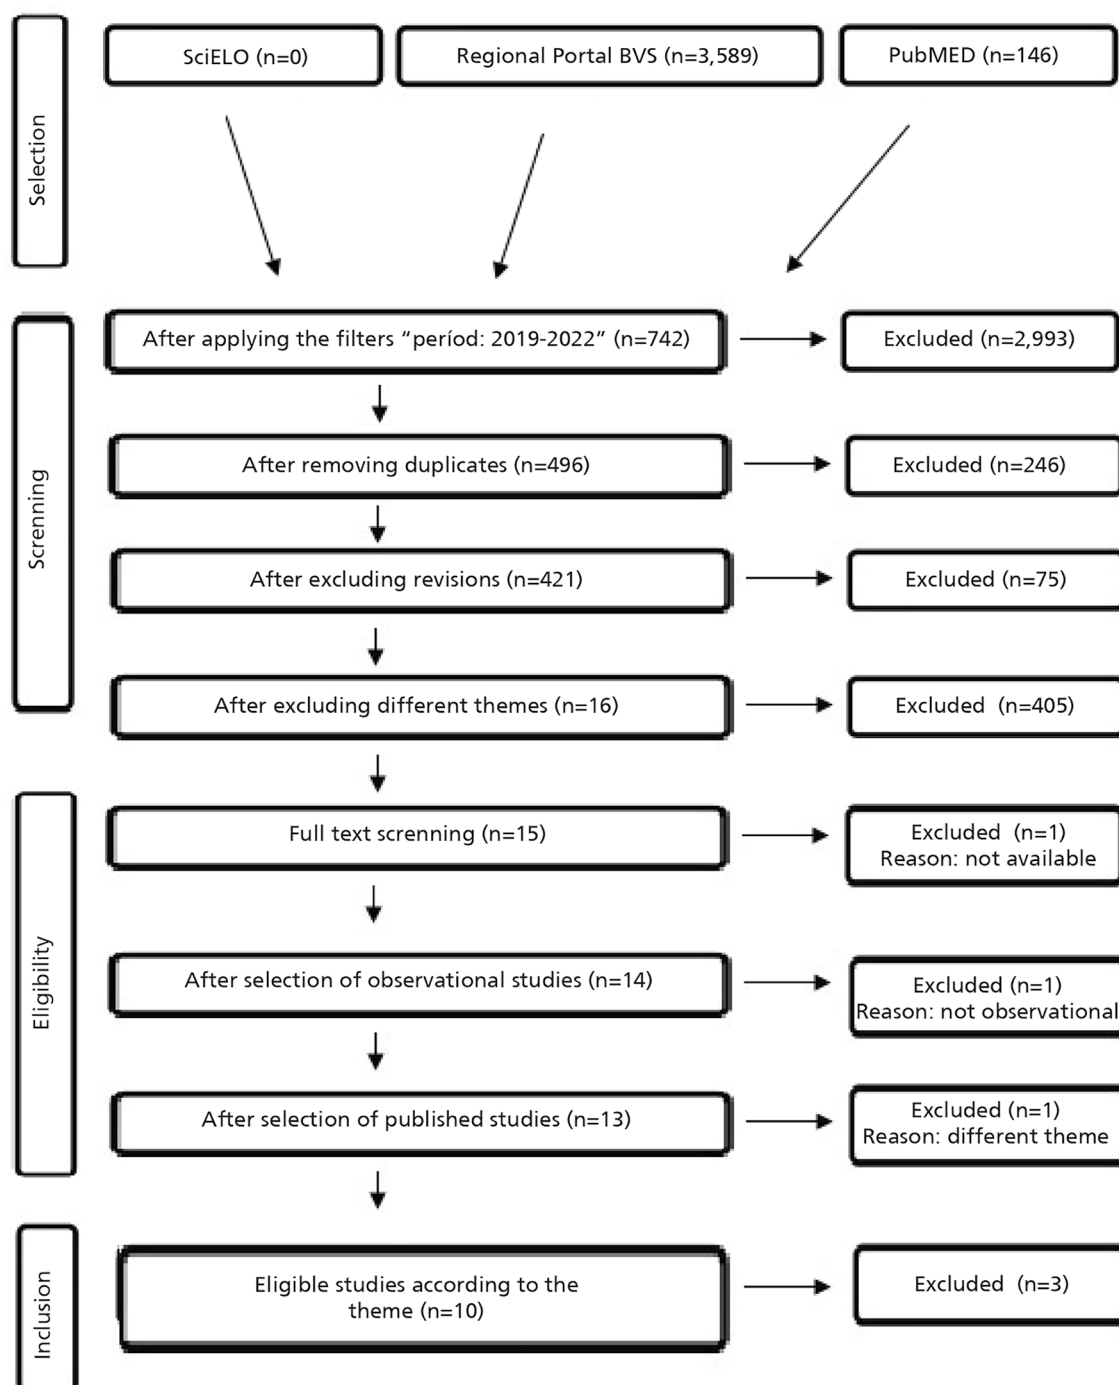 Selection
SciELO (n=0)
Regional Portal BVS (n=3,589)
PubMED (n=146)
Screnning
After applying the filters “períod: 2019-2022” (n=742)
Excluded (n=2,993)
After removing duplicates (n=496)
Excluded (n=246)
After excluding revisions (n=421)
Excluded (n=75)
After excluding different themes (n=16)
Excluded (n=405)
Eligibility
Full text screnning (n=15)
Excluded (n=1)
Reason: not available
After selection of observational studies (n=14)
Excluded (n=1)
Reason: not observational
After selection of published studies (n=13)
Excluded (n=1)
Reason: different theme
Inclusion
Eligible studies according to the
theme (n=10)
Excluded (n=3)